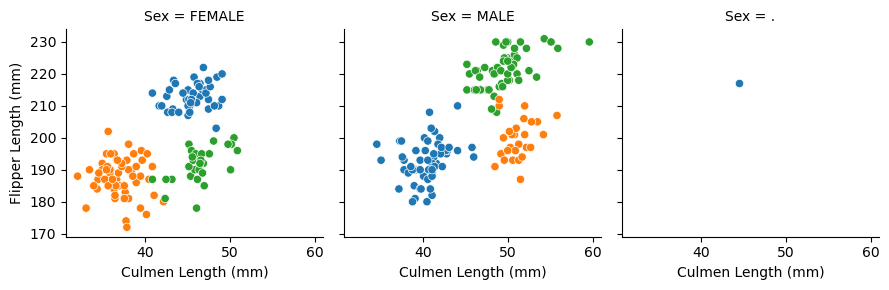 Sex = FEMALE
Sex = MALE
Sex = .
Flipper Length (mm)
230
220
210
200
190
180
170
40 50 60
40 50 60
40 50 60
Culmen Length (mm)
Culmen Length (mm)
Culmen Length (mm)